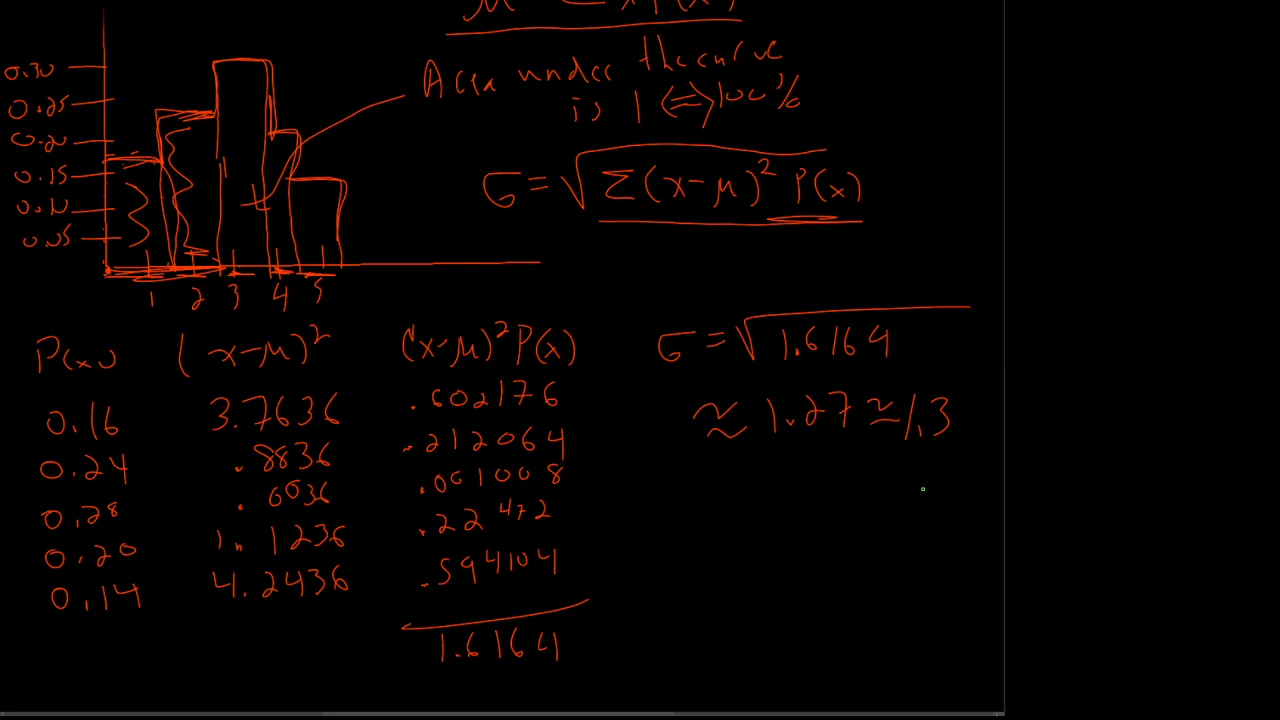 μ = Σ x P(x)
Area under the curve
is 1 ⇔ 100%
0.30
0.25
0.20
0.15
0.10
0.05
1 2 3 4 5
σ = √Σ(x-μ)² P(x)
P(x) (x-μ)² (x-μ)² P(x)
0.16 3.7636 .602176
0.24 .8836 .212064
0.28 .0036 .001008
0.20 1.1236 .22472
0.14 4.2436 .594104
1.6164
σ = √1.6164
≈ 1.27 ≈ 1.3